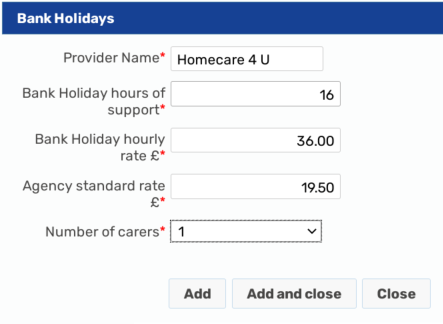 Bank Holidays
Provider Name* Homecare 4 U
Bank Holiday hours of
support* 16
Bank Holiday hourly
rate £* 36.00
Agency standard rate
£* 19.50
Number of carers* 1
Add Add and close Close